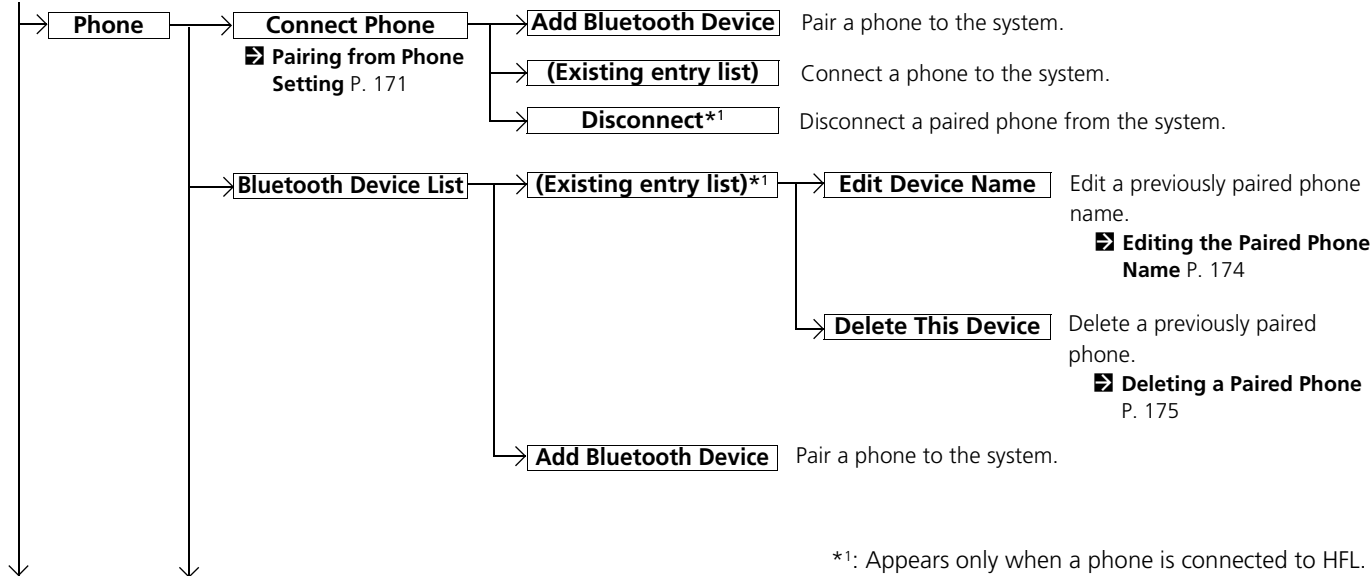 Phone
Connect Phone
Pairing from Phone
Setting P. 171
Add Bluetooth Device
Pair a phone to the system.
(Existing entry list)
Connect a phone to the system.
Disconnect*1
Disconnect a paired phone from the system.
Bluetooth Device List
(Existing entry list)*1
Edit Device Name
Edit a previously paired phone
name.
Editing the Paired Phone
Name P. 174
Delete This Device
Delete a previously paired
phone.
Deleting a Paired Phone
P. 175
Add Bluetooth Device
Pair a phone to the system.
*1: Appears only when a phone is connected to HFL.